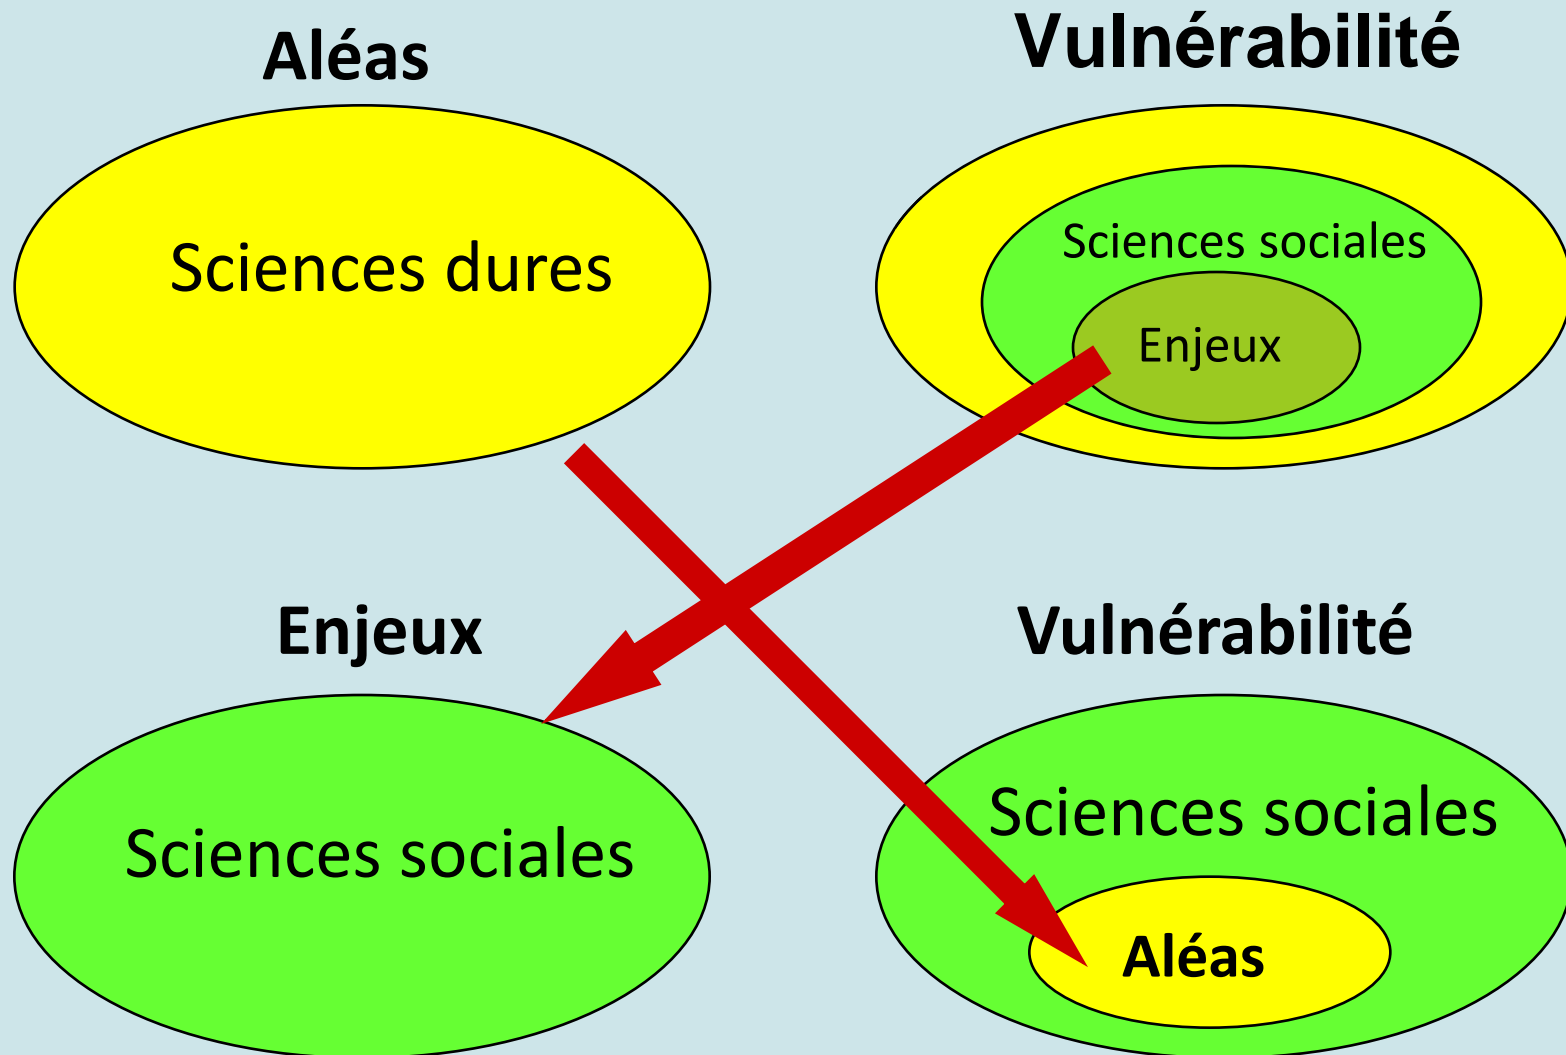 Aléas
Vulnérabilité
Sciences dures
Sciences sociales
Enjeux
Enjeux
Vulnérabilité
Sciences sociales
Sciences sociales
Aléas